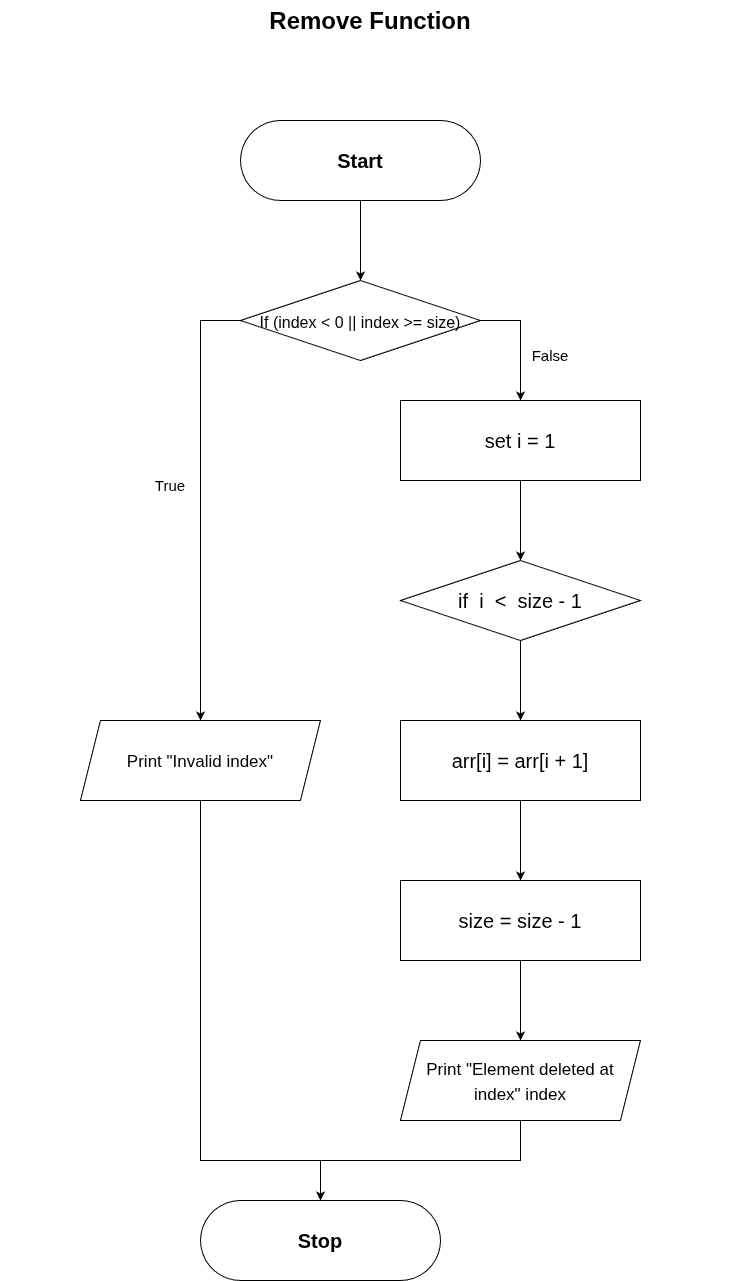 Remove Function
Start
If (index < 0 || index >= size)
False
set i = 1
True
if  i  <  size - 1
Print "Invalid index"
arr[i] = arr[i + 1]
size = size - 1
Print "Element deleted at
index" index
Stop